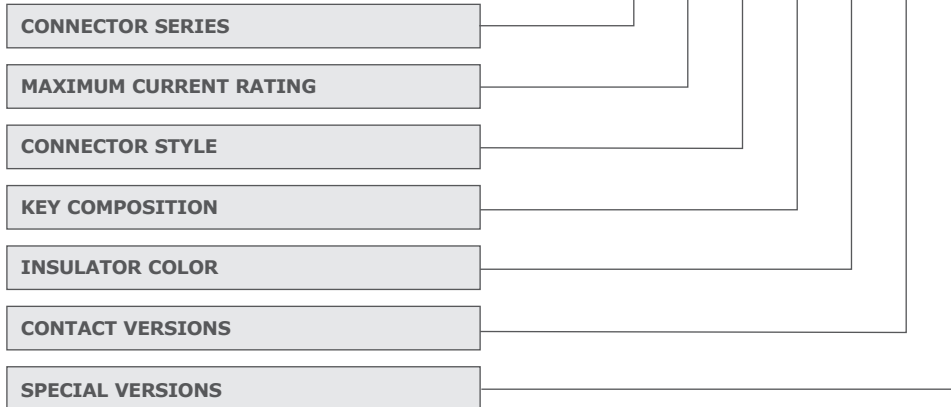 CONNECTOR SERIES
MAXIMUM CURRENT RATING
CONNECTOR STYLE
KEY COMPOSITION
INSULATOR COLOR
CONTACT VERSIONS
SPECIAL VERSIONS